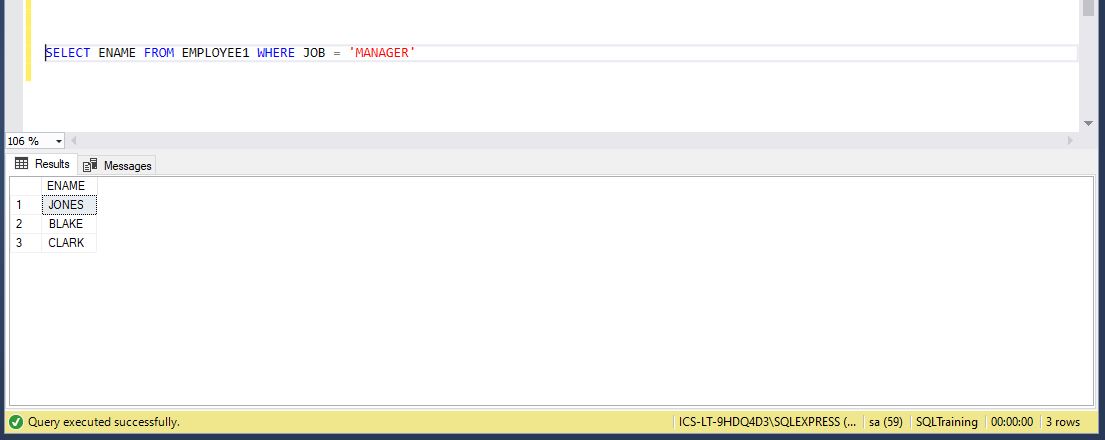 SELECT ENAME FROM EMPLOYEE1 WHERE JOB = 'MANAGER'
106 %
Results Messages
ENAME
1 JONES
2 BLAKE
3 CLARK
Query executed successfully. ICS-LT-9HDQ4D3\SQLEXPRESS (... sa (59) SQLTraining 00:00:00 3 rows